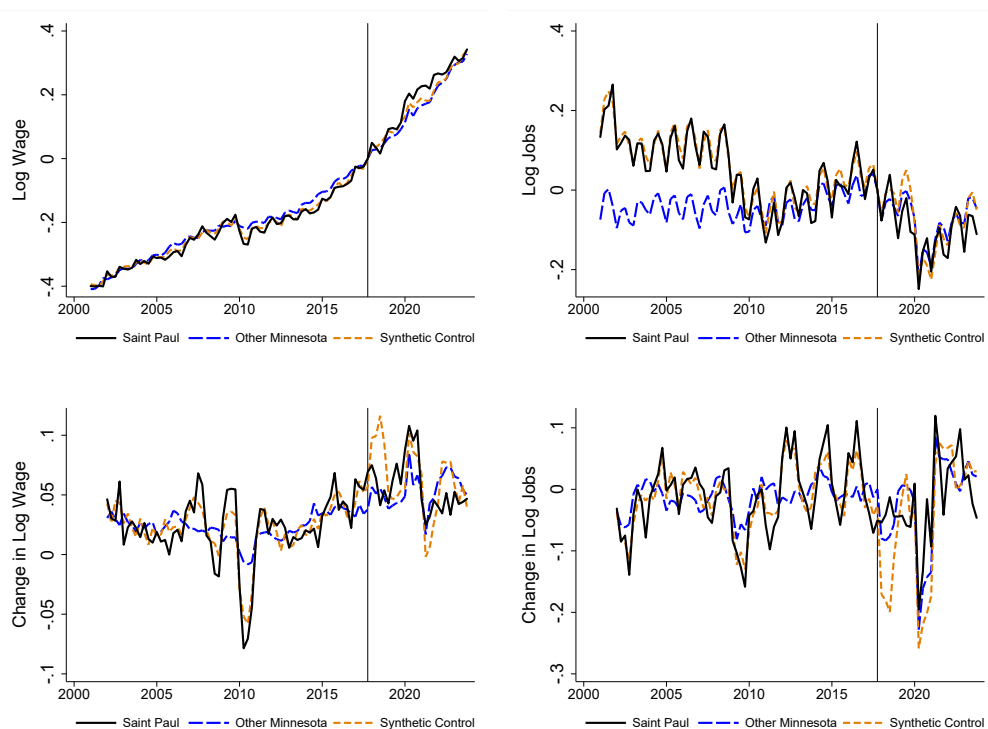 Log Wage
.4
.2
0
-.2
-.4
2000 2005 2010 2015 2020
Saint Paul Other Minnesota Synthetic Control
Log Jobs
.4
.2
0
-.2
2000 2005 2010 2015 2020
Saint Paul Other Minnesota Synthetic Control
Change in Log Wage
.1
.05
0
-.05
-.1
2000 2005 2010 2015 2020
Saint Paul Other Minnesota Synthetic Control
Change in Log Jobs
.1
0
-.1
-.2
-.3
2000 2005 2010 2015 2020
Saint Paul Other Minnesota Synthetic Control